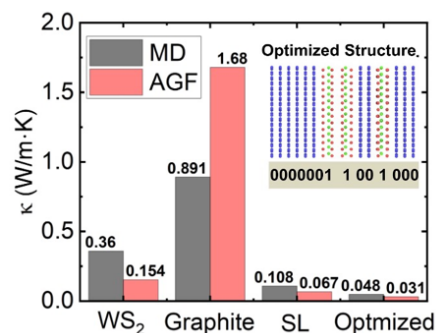 2.0
1.5
1.0
0.5
0.0
κ (W/m·K)
MD
AGF
Optimized Structure.
0000001 1 00 1 000
0.36
0.154
0.891
1.68
0.108
0.067
0.048
0.031
WS2
Graphite
SL
Optmized